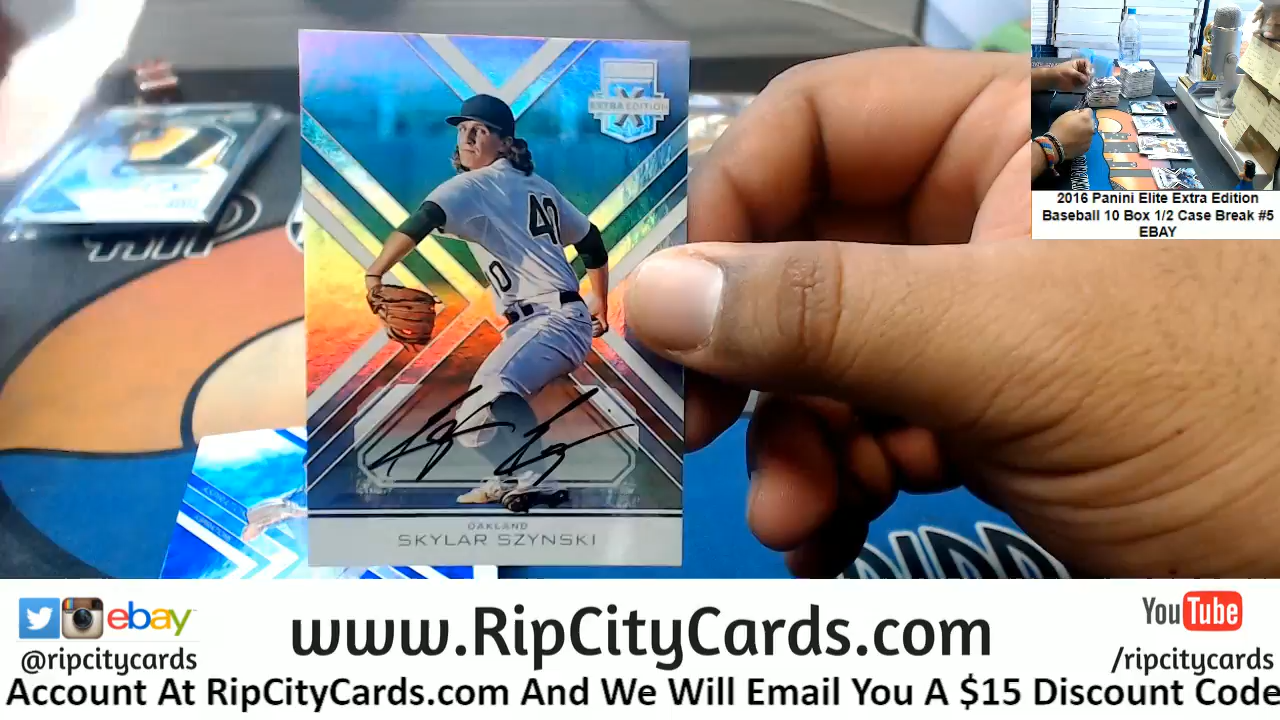 EXTRA EDITION
40
OAKLAND
SKYLAR SZYNSKI
2016 Panini Elite Extra Edition
Baseball 10 Box 1/2 Case Break #5
EBAY
ebay
@ripcitycards
www.RipCityCards.com
YouTube
/ripcitycards
Account At RipCityCards.com And We Will Email You A $15 Discount Code